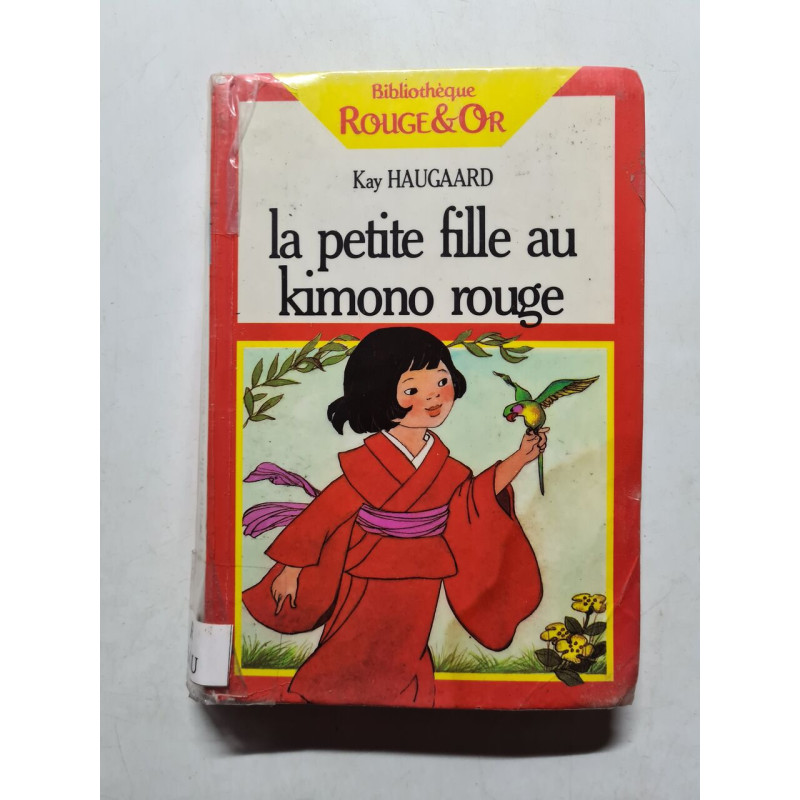 Bibliothèque
ROUGE&OR
Kay HAUGAARD
la petite fille au
kimono rouge
U